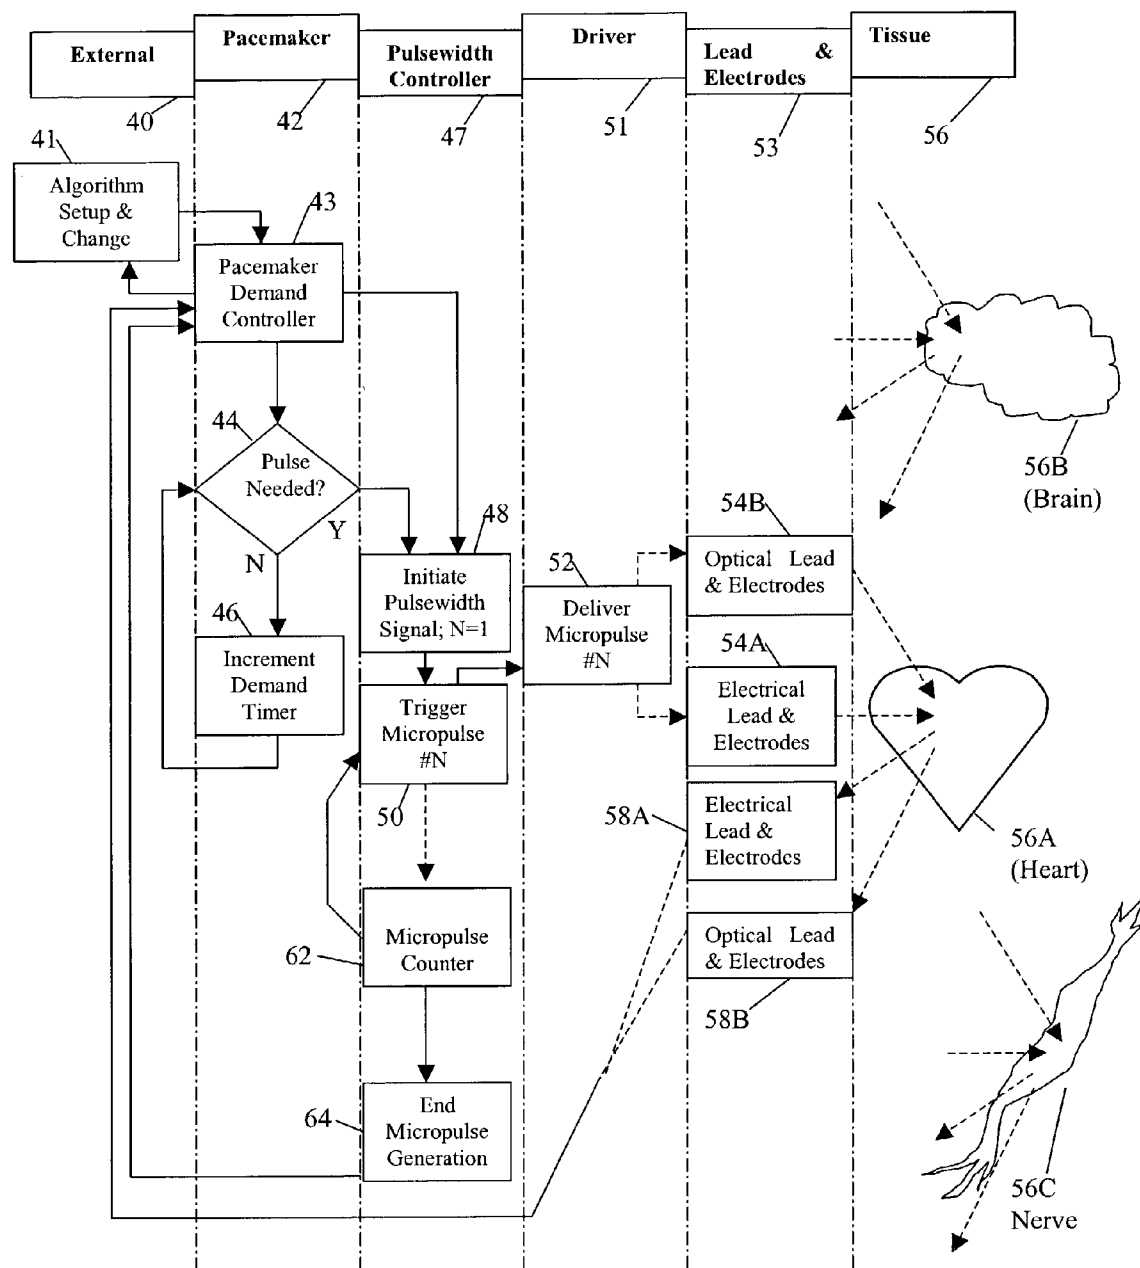 External
Pacemaker
Pulsewidth
Controller
Driver
Lead &
Electrodes
Tissue
40
42
47
51
53
56
41
Algorithm
Setup &
Change
43
Pacemaker
Demand
Controller
44
Pulse
Needed?
Y
N
46
Increment
Demand
Timer
48
Initiate
Pulsewidth
Signal; N=1
Trigger
Micropulse
#N
50
52
Deliver
Micropulse
#N
54B
Optical Lead
& Electrodes
54A
Electrical
Lead &
Electrodes
58A
Electrical
Lead &
Electrodes
Optical Lead
& Electrodes
58B
56B
(Brain)
56A
(Heart)
56C
Nerve
62
Micropulse
Counter
64
End
Micropulse
Generation